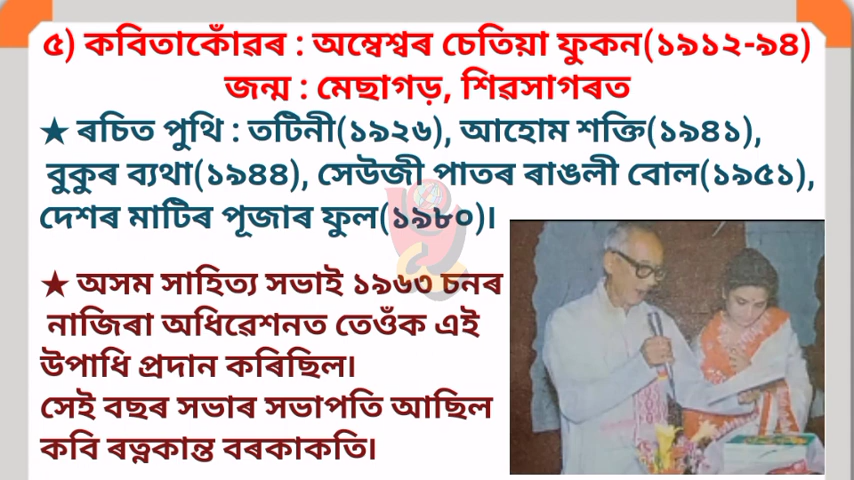 ৫) কবিতাকোঁৱৰ : অম্বেশ্বৰ চেতিয়া ফুকন(১৯১২-৯৪)
জন্ম : মেছাগড়, শিৱসাগৰত
★ ৰচিত পুথি : তটিনী(১৯২৬), আহোম শক্তি(১৯৪১),
বুকুৰ ব্যথা(১৯৪৪), সেউজী পাতৰ ৰাঙলী বোল(১৯৫১),
দেশৰ মাটিৰ পূজাৰ ফুল(১৯৮০)।
★ অসম সাহিত্য সভাই ১৯৬৩ চনৰ
নাজিৰা অধিৱেশনত তেওঁক এই
উপাধি প্ৰদান কৰিছিল।
সেই বছৰ সভাৰ সভাপতি আছিল
কবি ৰত্নকান্ত বৰকাকতি।